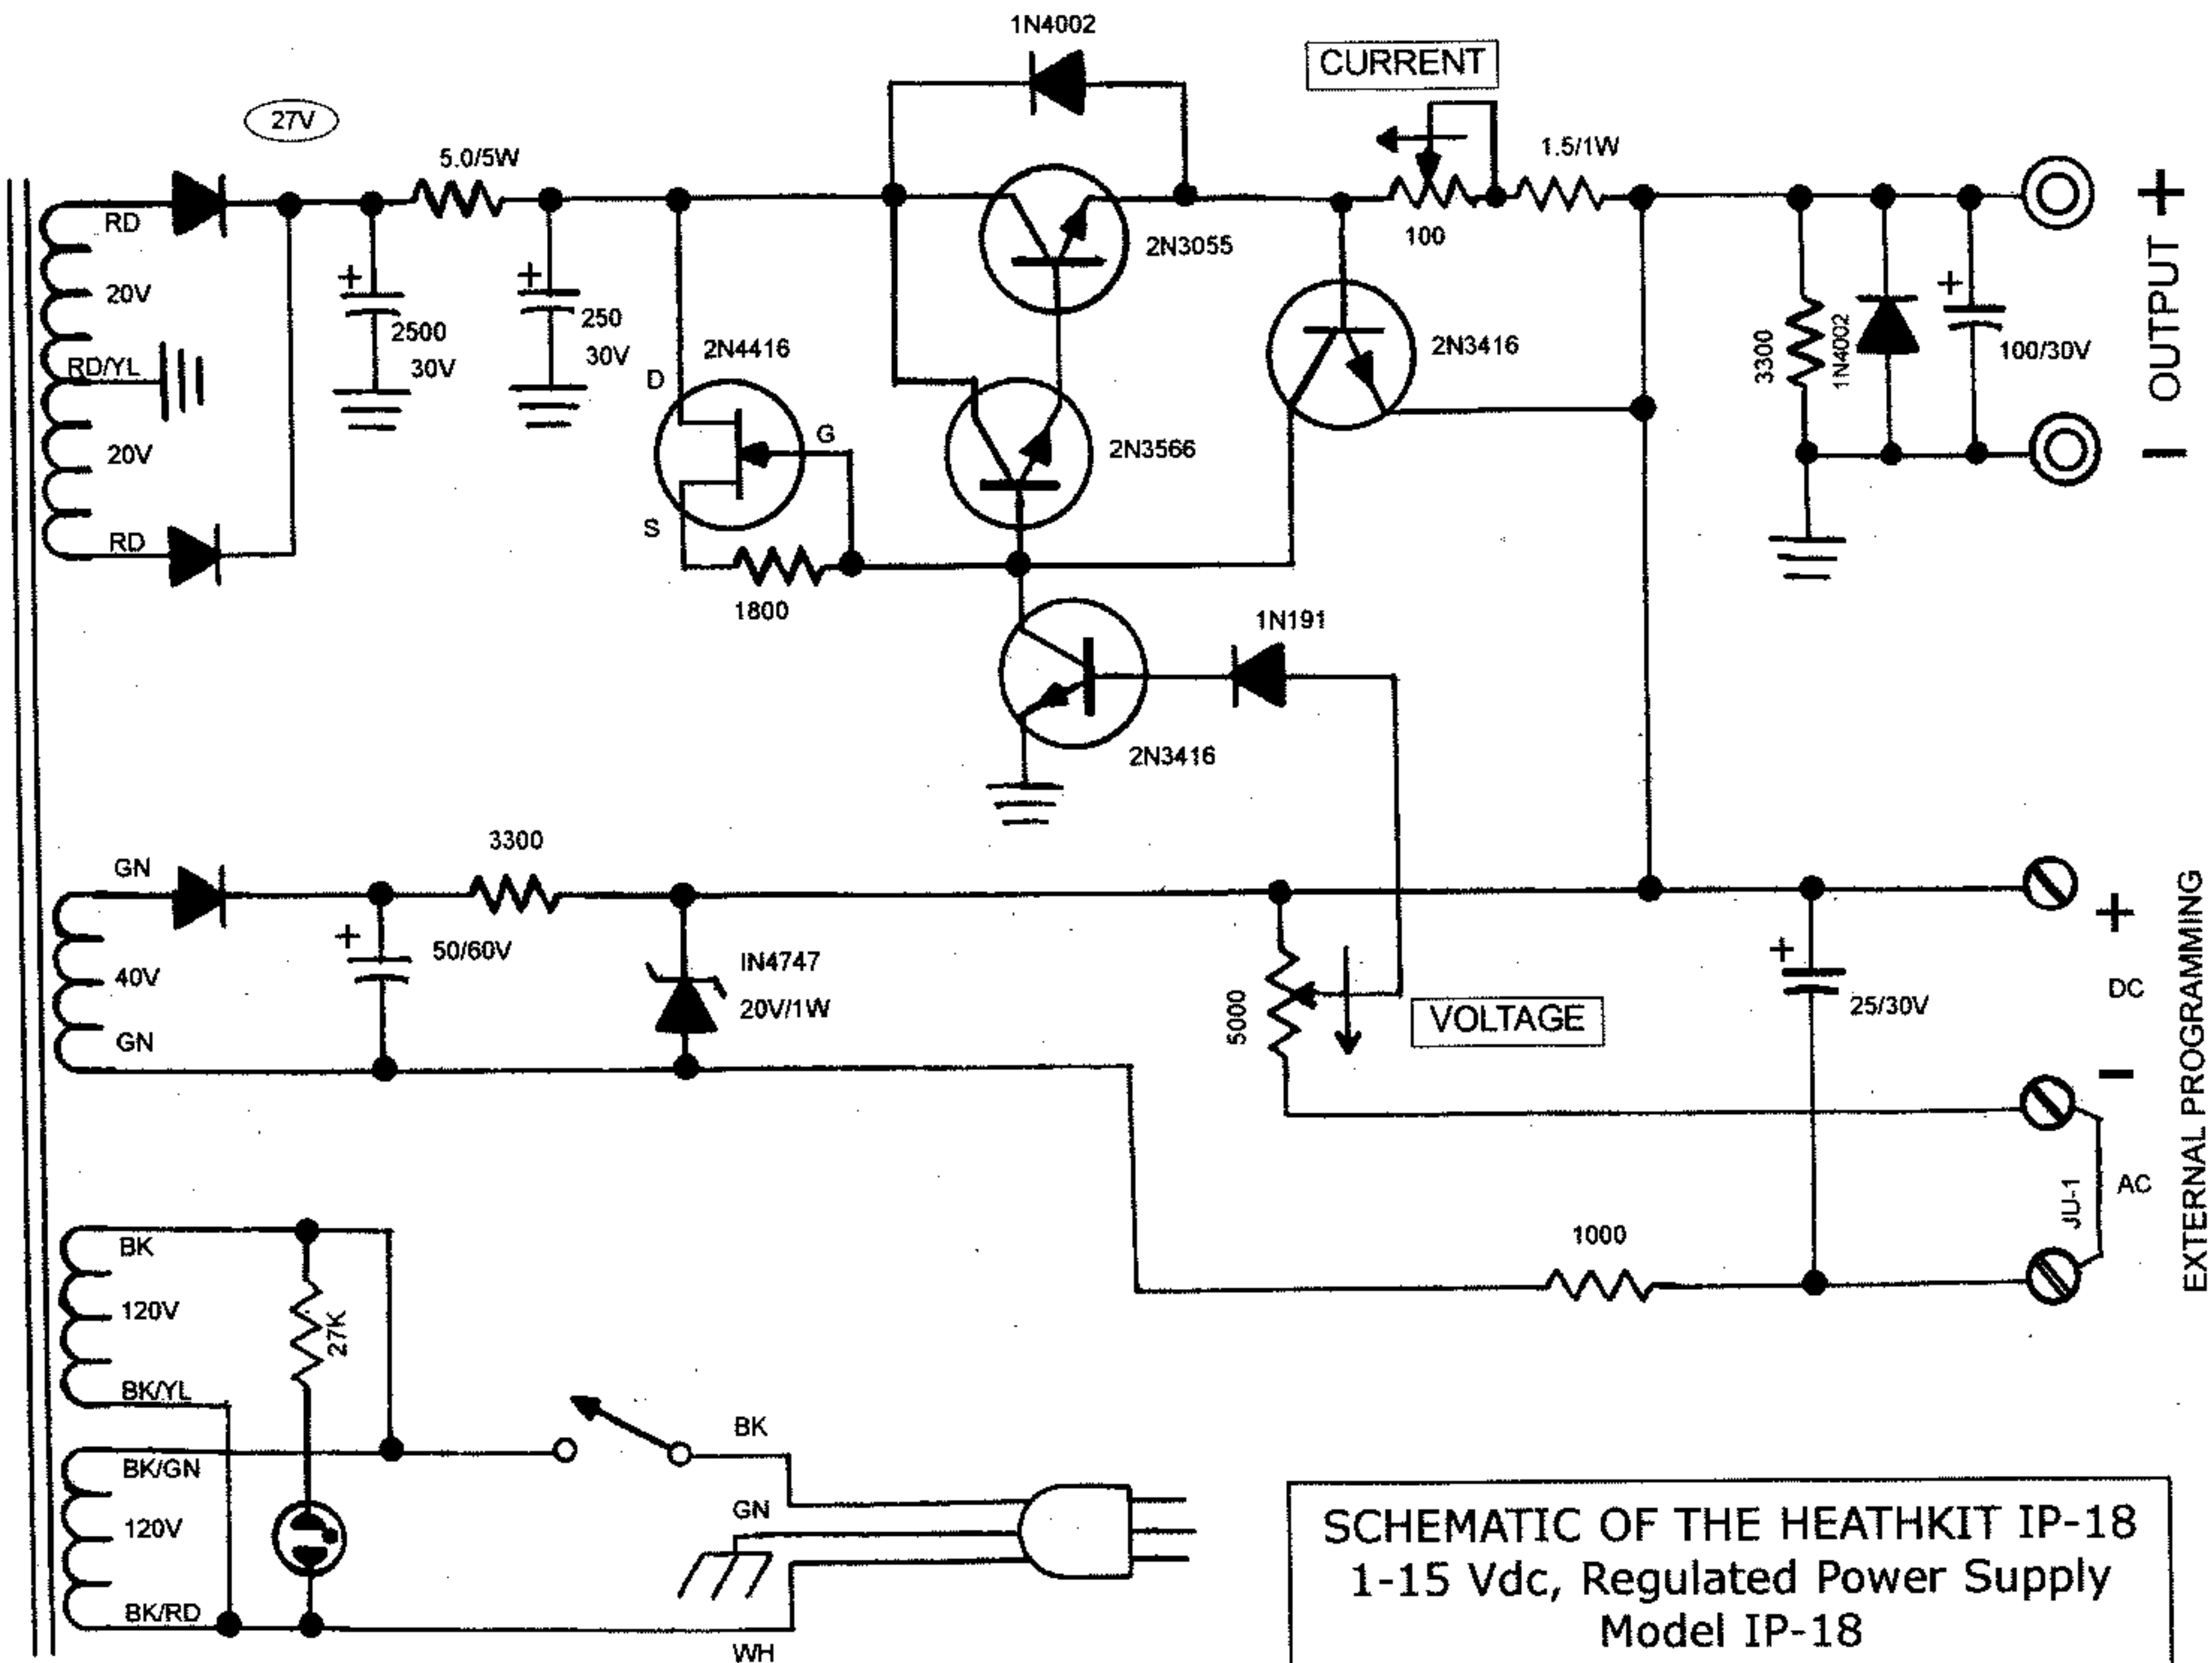 1N4002
CURRENT
27V
5.0/5W
1.5/1W
RD
20V
RD/YL
20V
RD
+
2500
30V
+
250
30V
2N4416
D
G
S
1800
2N3055
2N3566
100
2N3416
3300
1N4002
+
100/30V
+
OUTPUT
−
1N191
2N3416
GN
40V
GN
3300
+
50/60V
IN4747
20V/1W
5000
VOLTAGE
+
25/30V
+
DC
−
AC
JU-1
EXTERNAL PROGRAMMING
1000
BK
120V
BK/YL
27K
BK/GN
120V
BK/RD
BK
GN
WH
SCHEMATIC OF THE HEATHKIT IP-18
1-15 Vdc, Regulated Power Supply
Model IP-18